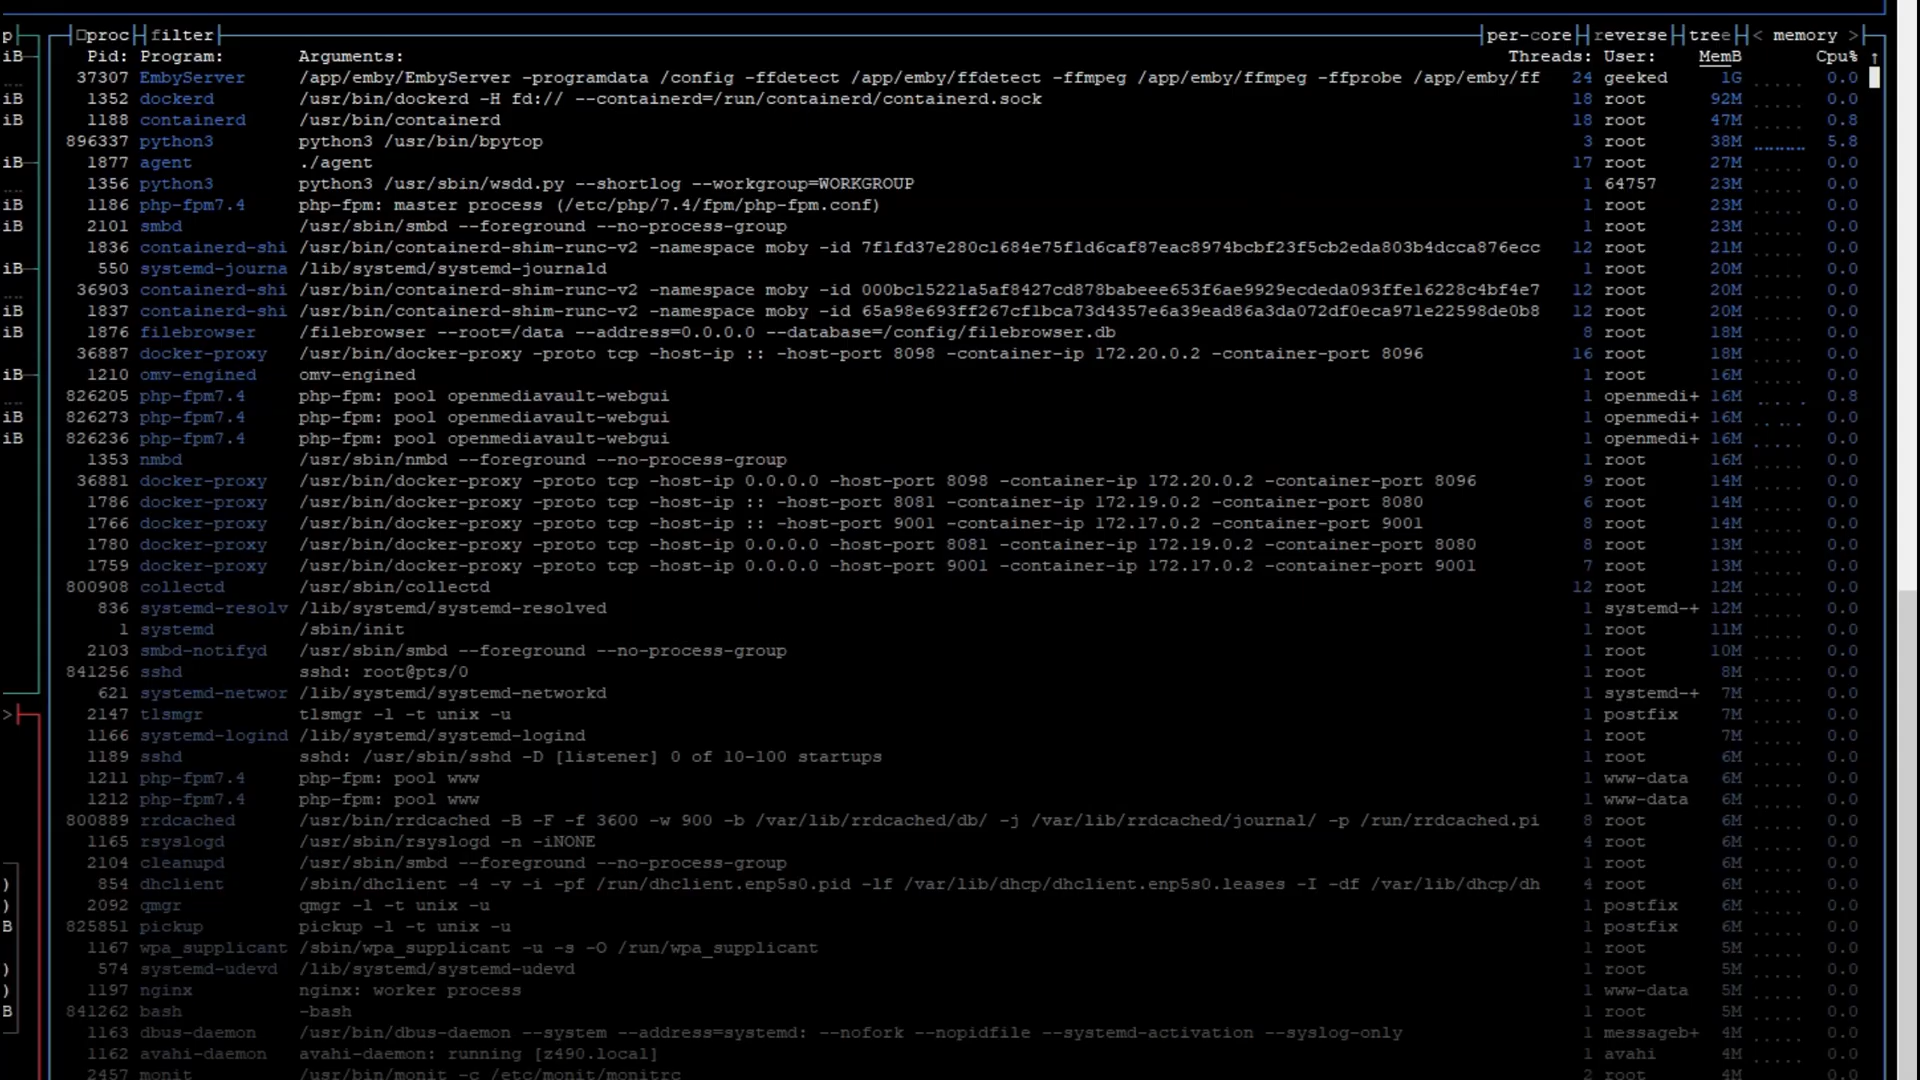 p □proc filter per-core reverse tree < memory >
iB Pid: Program: Arguments: Threads: User: MemB Cpu% ↑
37307 EmbyServer /app/emby/EmbyServer -programdata /config -ffdetect /app/emby/ffdetect -ffmpeg /app/emby/ffmpeg -ffprobe /app/emby/ff 24 geeked 1G 0.0
iB 1352 dockerd /usr/bin/dockerd -H fd:// --containerd=/run/containerd/containerd.sock 18 root 92M 0.0
iB 1188 containerd /usr/bin/containerd 18 root 47M 0.8
896337 python3 python3 /usr/bin/bpytop 3 root 38M 5.8
iB 1877 agent ./agent 17 root 27M 0.0
1356 python3 python3 /usr/sbin/wsdd.py --shortlog --workgroup=WORKGROUP 1 64757 23M 0.0
iB 1186 php-fpm7.4 php-fpm: master process (/etc/php/7.4/fpm/php-fpm.conf) 1 root 23M 0.0
iB 2101 smbd /usr/sbin/smbd --foreground --no-process-group 1 root 23M 0.0
1836 containerd-shi /usr/bin/containerd-shim-runc-v2 -namespace moby -id 7f1fd37e280c1684e75f1d6caf87eac8974bcbf23f5cb2eda803b4dcca876ecc 12 root 21M 0.0
iB 550 systemd-journa /lib/systemd/systemd-journald 1 root 20M 0.0
36903 containerd-shi /usr/bin/containerd-shim-runc-v2 -namespace moby -id 000bc15221a5af8427cd878babeee653f6ae9929ecdeda093ffe16228c4bf4e7 12 root 20M 0.0
iB 1837 containerd-shi /usr/bin/containerd-shim-runc-v2 -namespace moby -id 65a98e693ff267cf1bca73d4357e6a39ead86a3da072df0eca971e22598de0b8 12 root 20M 0.0
iB 1876 filebrowser /filebrowser --root=/data --address=0.0.0.0 --database=/config/filebrowser.db 8 root 18M 0.0
36887 docker-proxy /usr/bin/docker-proxy -proto tcp -host-ip :: -host-port 8098 -container-ip 172.20.0.2 -container-port 8096 16 root 18M 0.0
iB 1210 omv-engined omv-engined 1 root 16M 0.0
826205 php-fpm7.4 php-fpm: pool openmediavault-webgui 1 openmedi+ 16M 0.8
iB 826273 php-fpm7.4 php-fpm: pool openmediavault-webgui 1 openmedi+ 16M 0.0
iB 826236 php-fpm7.4 php-fpm: pool openmediavault-webgui 1 openmedi+ 16M 0.0
1353 nmbd /usr/sbin/nmbd --foreground --no-process-group 1 root 16M 0.0
36881 docker-proxy /usr/bin/docker-proxy -proto tcp -host-ip 0.0.0.0 -host-port 8098 -container-ip 172.20.0.2 -container-port 8096 9 root 14M 0.0
1786 docker-proxy /usr/bin/docker-proxy -proto tcp -host-ip :: -host-port 8081 -container-ip 172.19.0.2 -container-port 8080 6 root 14M 0.0
1766 docker-proxy /usr/bin/docker-proxy -proto tcp -host-ip :: -host-port 9001 -container-ip 172.17.0.2 -container-port 9001 8 root 14M 0.0
1780 docker-proxy /usr/bin/docker-proxy -proto tcp -host-ip 0.0.0.0 -host-port 8081 -container-ip 172.19.0.2 -container-port 8080 8 root 13M 0.0
1759 docker-proxy /usr/bin/docker-proxy -proto tcp -host-ip 0.0.0.0 -host-port 9001 -container-ip 172.17.0.2 -container-port 9001 7 root 13M 0.0
800908 collectd /usr/sbin/collectd 12 root 12M 0.0
836 systemd-resolv /lib/systemd/systemd-resolved 1 systemd-+ 12M 0.0
1 systemd /sbin/init 1 root 11M 0.0
2103 smbd-notifyd /usr/sbin/smbd --foreground --no-process-group 1 root 10M 0.0
841256 sshd sshd: root@pts/0 1 root 8M 0.0
621 systemd-networ /lib/systemd/systemd-networkd 1 systemd-+ 7M 0.0
> 2147 tlsmgr tlsmgr -l -t unix -u 1 postfix 7M 0.0
1166 systemd-logind /lib/systemd/systemd-logind 1 root 7M 0.0
1189 sshd sshd: /usr/sbin/sshd -D [listener] 0 of 10-100 startups 1 root 6M 0.0
1211 php-fpm7.4 php-fpm: pool www 1 www-data 6M 0.0
1212 php-fpm7.4 php-fpm: pool www 1 www-data 6M 0.0
800889 rrdcached /usr/bin/rrdcached -B -F -f 3600 -w 900 -b /var/lib/rrdcached/db/ -j /var/lib/rrdcached/journal/ -p /run/rrdcached.pi 8 root 6M 0.0
1165 rsyslogd /usr/sbin/rsyslogd -n -iNONE 4 root 6M 0.0
2104 cleanupd /usr/sbin/smbd --foreground --no-process-group 1 root 6M 0.0
) 854 dhclient /sbin/dhclient -4 -v -i -pf /run/dhclient.enp5s0.pid -lf /var/lib/dhcp/dhclient.enp5s0.leases -I -df /var/lib/dhcp/dh 4 root 6M 0.0
) 2092 qmgr qmgr -l -t unix -u 1 postfix 6M 0.0
B 825851 pickup pickup -l -t unix -u 1 postfix 6M 0.0
1167 wpa_supplicant /sbin/wpa_supplicant -u -s -O /run/wpa_supplicant 1 root 5M 0.0
) 574 systemd-udevd /lib/systemd/systemd-udevd 1 root 5M 0.0
) 1197 nginx nginx: worker process 1 www-data 5M 0.0
B 841262 bash -bash 1 root 5M 0.0
1163 dbus-daemon /usr/bin/dbus-daemon --system --address=systemd: --nofork --nopidfile --systemd-activation --syslog-only 1 messageb+ 4M 0.0
1162 avahi-daemon avahi-daemon: running [z490.local] 1 avahi 4M 0.0
2457 monit /usr/bin/monit -c /etc/monit/monitrc 2 root 4M 0.0